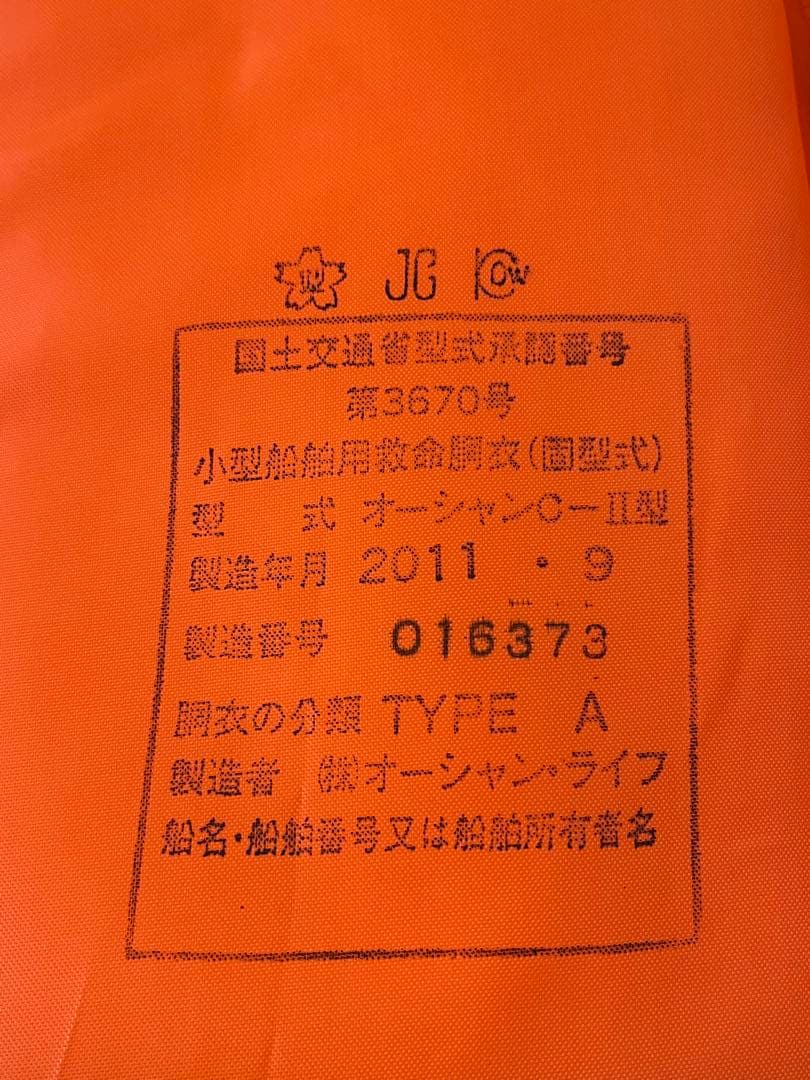 JG OW
国土交通省型式承認番号
第3670号
小型船舶用救命胴衣(固型式)
型 式 オーシャンC-II型
製造年月 2011・9
製造番号 016373
胴衣の分類 TYPE A
製造者 (株)オーシャン・ライフ
船名・船舶番号又は船舶所有者名